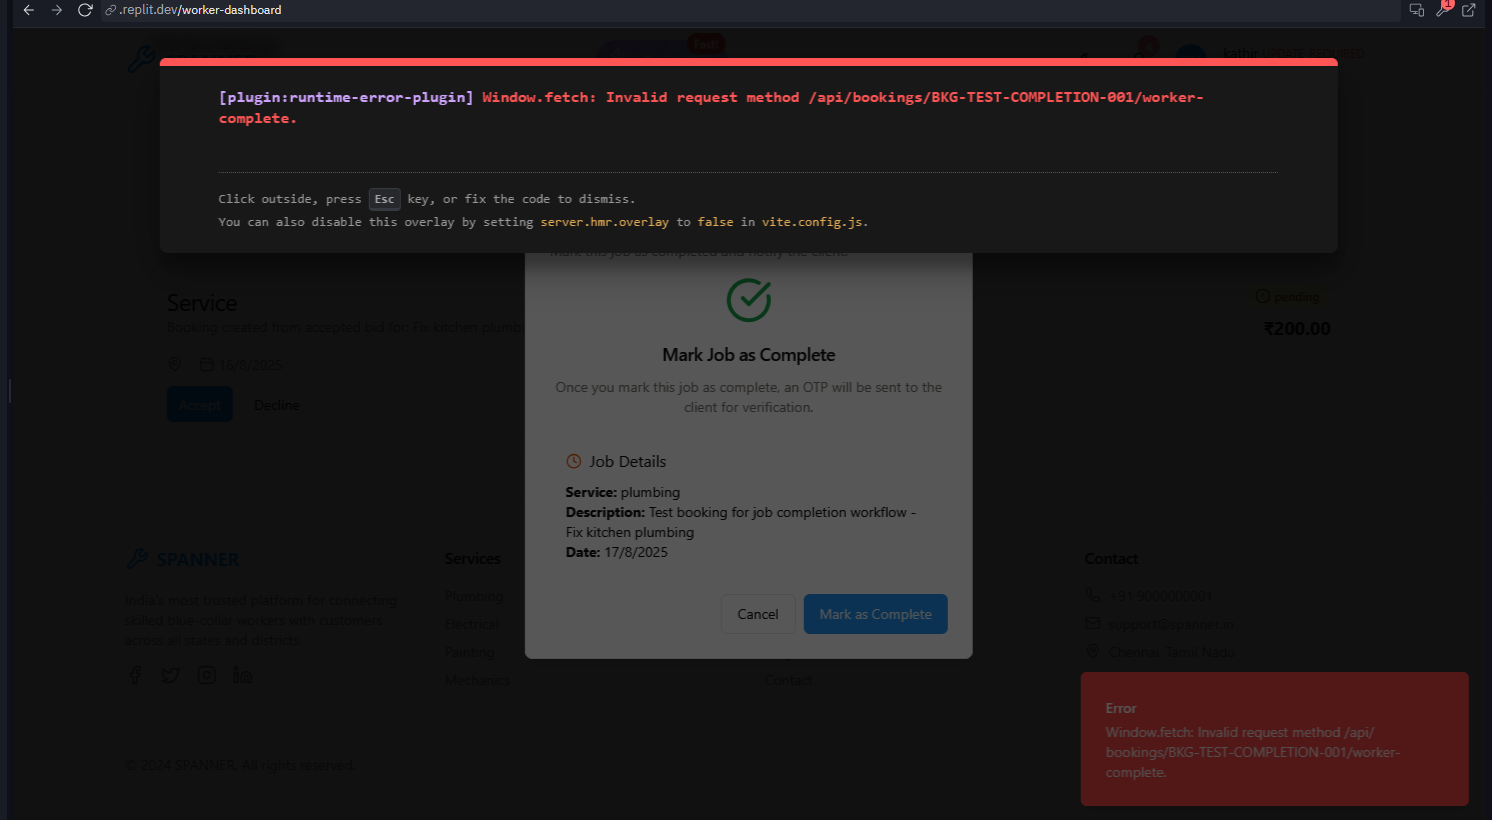 .replit.dev/worker-dashboard
1
Fast!
kathir UPDATE REQUIRED
[plugin:runtime-error-plugin] Window.fetch: Invalid request method /api/bookings/BKG-TEST-COMPLETION-001/worker-
complete.
Click outside, press Esc key, or fix the code to dismiss.
You can also disable this overlay by setting server.hmr.overlay to false in vite.config.js.
Mark this job as completed and notify the client.
Service
Booking created from accepted bid for: Fix kitchen plumbi
16/8/2025
Accept Decline
pending
₹200.00
Mark Job as Complete
Once you mark this job as complete, an OTP will be sent to the
client for verification.
Job Details
Service: plumbing
Description: Test booking for job completion workflow -
Fix kitchen plumbing
Date: 17/8/2025
Cancel Mark as Complete
SPANNER
India's most trusted platform for connecting
skilled blue-collar workers with customers
across all states and districts.
Services
Plumbing
Electrical
Painting
Mechanics
Contact
Contact
+91 9000000001
support@spanner.in
Chennai, Tamil Nadu
© 2024 SPANNER. All rights reserved.
Error
Window.fetch: Invalid request method /api/
bookings/BKG-TEST-COMPLETION-001/worker-
complete.